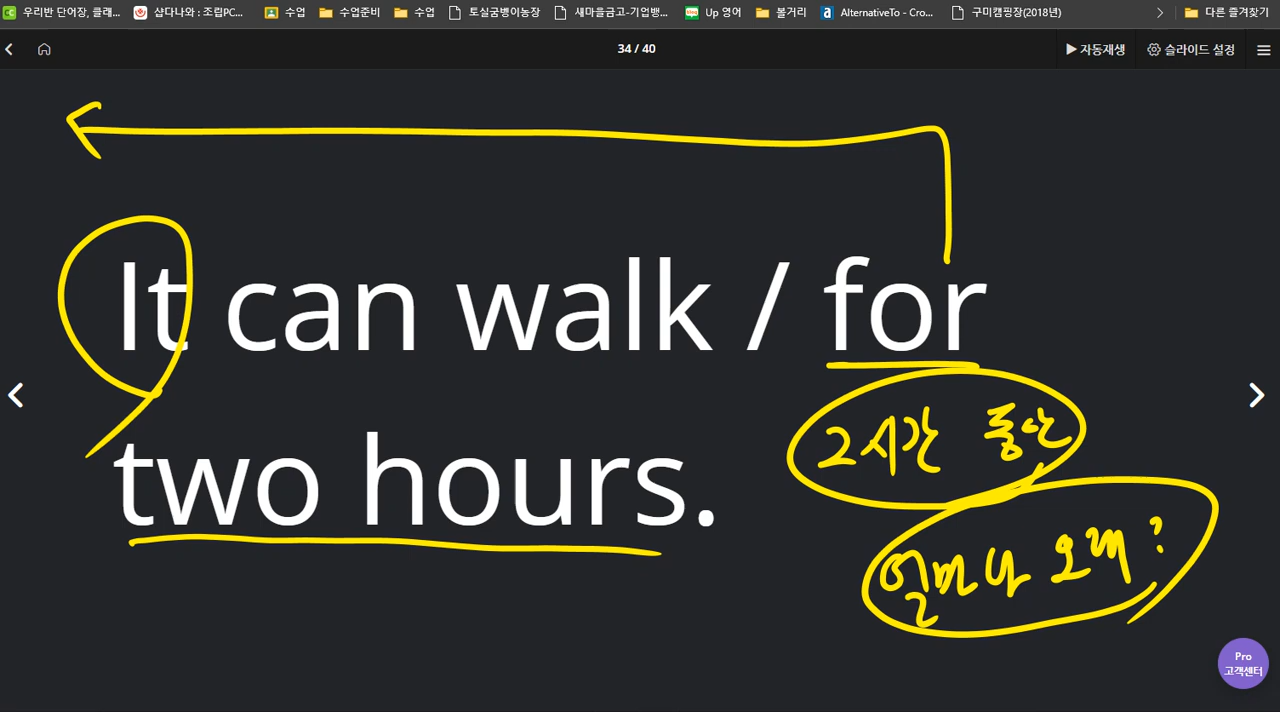 우리반 단어장, 클래... 샵다나와 : 조립PC... 수업 수업준비 수업 토실굼벵이농장 새마을금고-기업뱅... Up 영어 볼거리 AlternativeTo - Cro... 구미캠핑장(2018년) 다른 즐겨찾기
34 / 40 자동재생 슬라이드 설정
It can walk / for
2시간 동안
two hours.
얼마나 오래?
Pro
고객센터